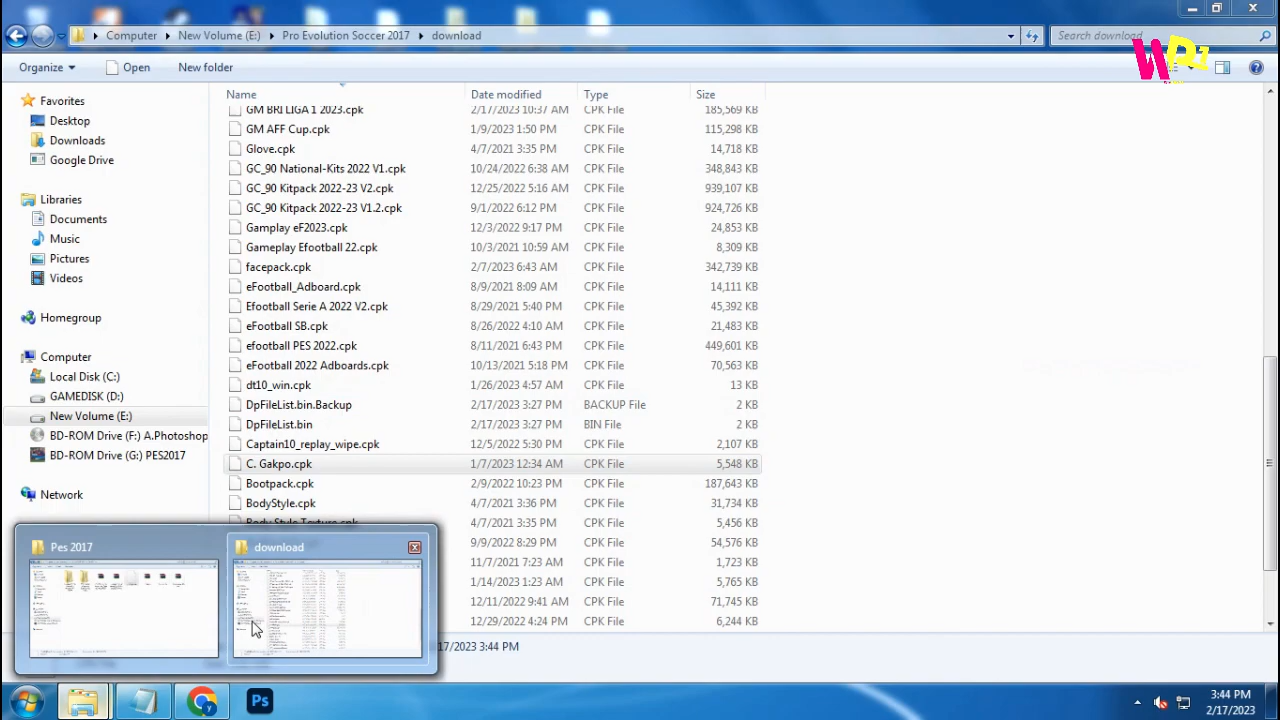 Computer New Volume (E:) Pro Evolution Soccer 2017 download Search download
Organize Open New folder
Name Date modified Type Size
GM BRI LIGA 1 2023.cpk 2/17/2023 10:37 AM CPK File 185,569 KB
GM AFF Cup.cpk 1/9/2023 1:50 PM CPK File 115,298 KB
Glove.cpk 4/7/2021 3:35 PM CPK File 14,718 KB
GC_90 National-Kits 2022 V1.cpk 10/24/2022 6:38 AM CPK File 348,843 KB
GC_90 Kitpack 2022-23 V2.cpk 12/25/2022 5:16 AM CPK File 939,107 KB
GC_90 Kitpack 2022-23 V1.2.cpk 9/1/2022 6:12 PM CPK File 924,726 KB
Gamplay eF2023.cpk 12/3/2022 9:17 PM CPK File 24,853 KB
Gameplay Efootball 22.cpk 10/3/2021 10:59 AM CPK File 8,309 KB
facepack.cpk 2/7/2023 6:43 AM CPK File 342,739 KB
eFootball_Adboard.cpk 8/9/2021 8:09 AM CPK File 14,111 KB
Efootball Serie A 2022 V2.cpk 8/29/2021 5:40 PM CPK File 45,392 KB
eFootball SB.cpk 8/26/2022 4:10 AM CPK File 21,483 KB
efootball PES 2022.cpk 8/11/2021 6:43 PM CPK File 449,601 KB
eFootball 2022 Adboards.cpk 10/13/2021 5:18 PM CPK File 70,563 KB
dt10_win.cpk 1/26/2023 4:57 AM CPK File 13 KB
DpFileList.bin.Backup 2/17/2023 3:27 PM BACKUP File 2 KB
DpFileList.bin 2/17/2023 3:27 PM BIN File 2 KB
Captain10_replay_wipe.cpk 12/5/2022 5:30 PM CPK File 2,107 KB
C. Gakpo.cpk 1/7/2023 12:34 AM CPK File 5,548 KB
Bootpack.cpk 2/9/2022 10:23 PM CPK File 187,643 KB
BodyStyle.cpk 4/7/2021 3:36 PM CPK File 31,734 KB
Body Style Texture.cpk 4/7/2021 3:35 PM CPK File 5,456 KB
9/9/2022 8:29 PM CPK File 54,576 KB
11/7/2021 7:23 AM CPK File 1,723 KB
1/14/2023 1:23 AM CPK File 5,765 KB
12/11/2022 9:41 AM CPK File 71,745 KB
12/29/2022 4:21 PM CPK File 6,244 KB
Favorites
Desktop
Downloads
Google Drive
Libraries
Documents
Music
Pictures
Videos
Homegroup
Computer
Local Disk (C:)
GAMEDISK (D:)
New Volume (E:)
BD-ROM Drive (F:) A.Photoshop
BD-ROM Drive (G:) PES2017
Network
Pes 2017 download
17/2023 3:44 PM
Ps
3:44 PM
2/17/2023